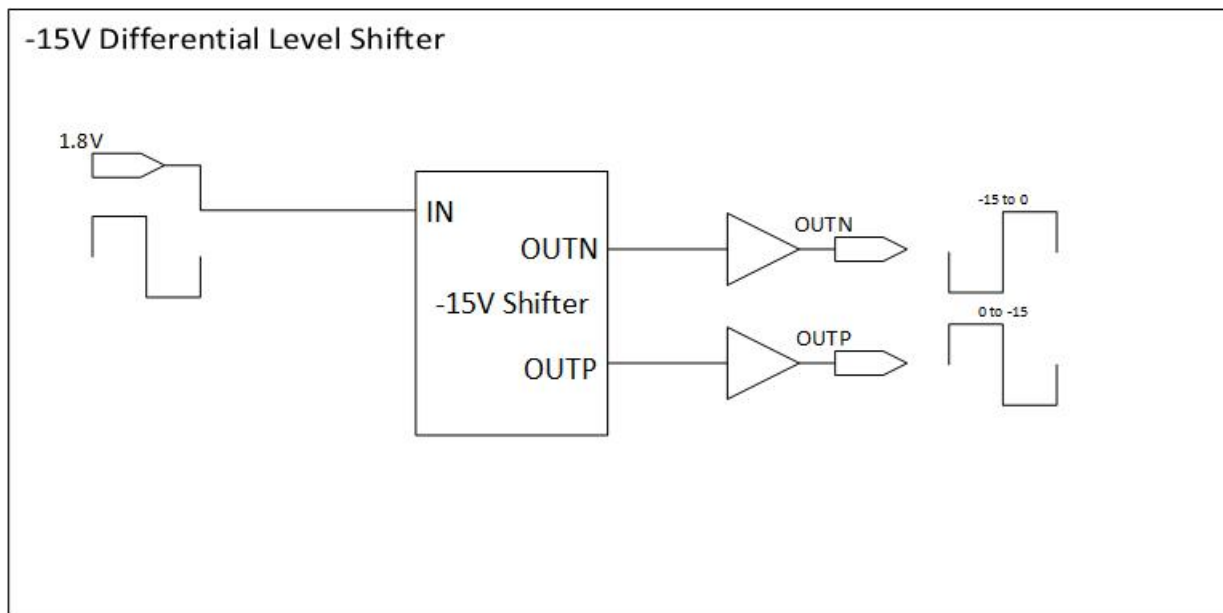 -15V Differential Level Shifter
1.8V
IN
OUTN
-15V Shifter
OUTP
OUTN
-15 to 0
0 to -15
OUTP